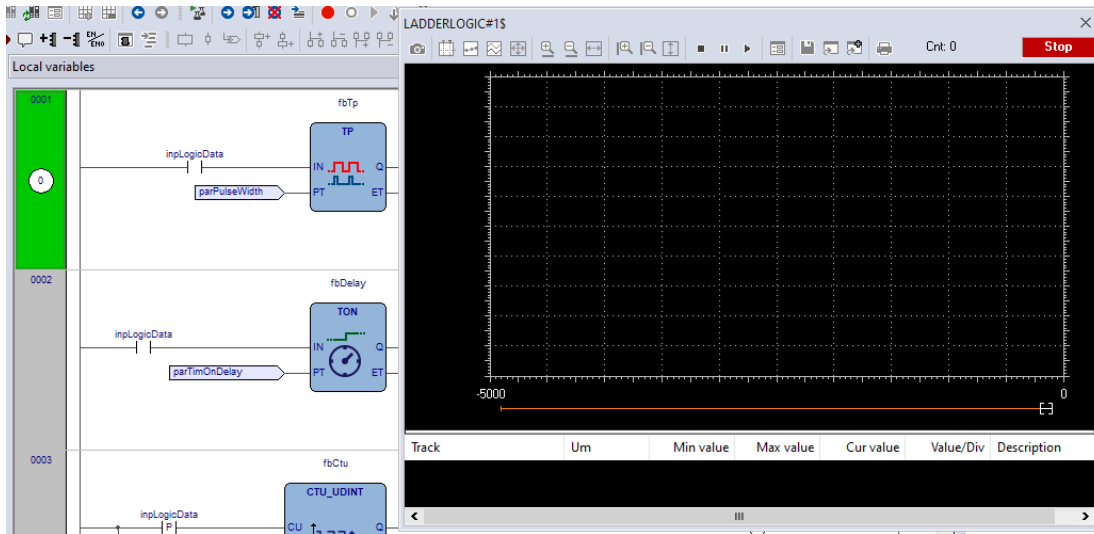 LADDERLOGIC#1$
EN
ENO
Cnt: 0
Stop
Local variables
0001
fbTp
TP
inpLogicData
IN
Q
0
parPulseWidth
PT
ET
0002
fbDelay
TON
inpLogicData
IN
Q
parTimOnDelay
PT
ET
-5000
0
Track Um Min value Max value Cur value Value/Div Description
0003
fbCtu
CTU_UDINT
inpLogicData
P
CU
Q